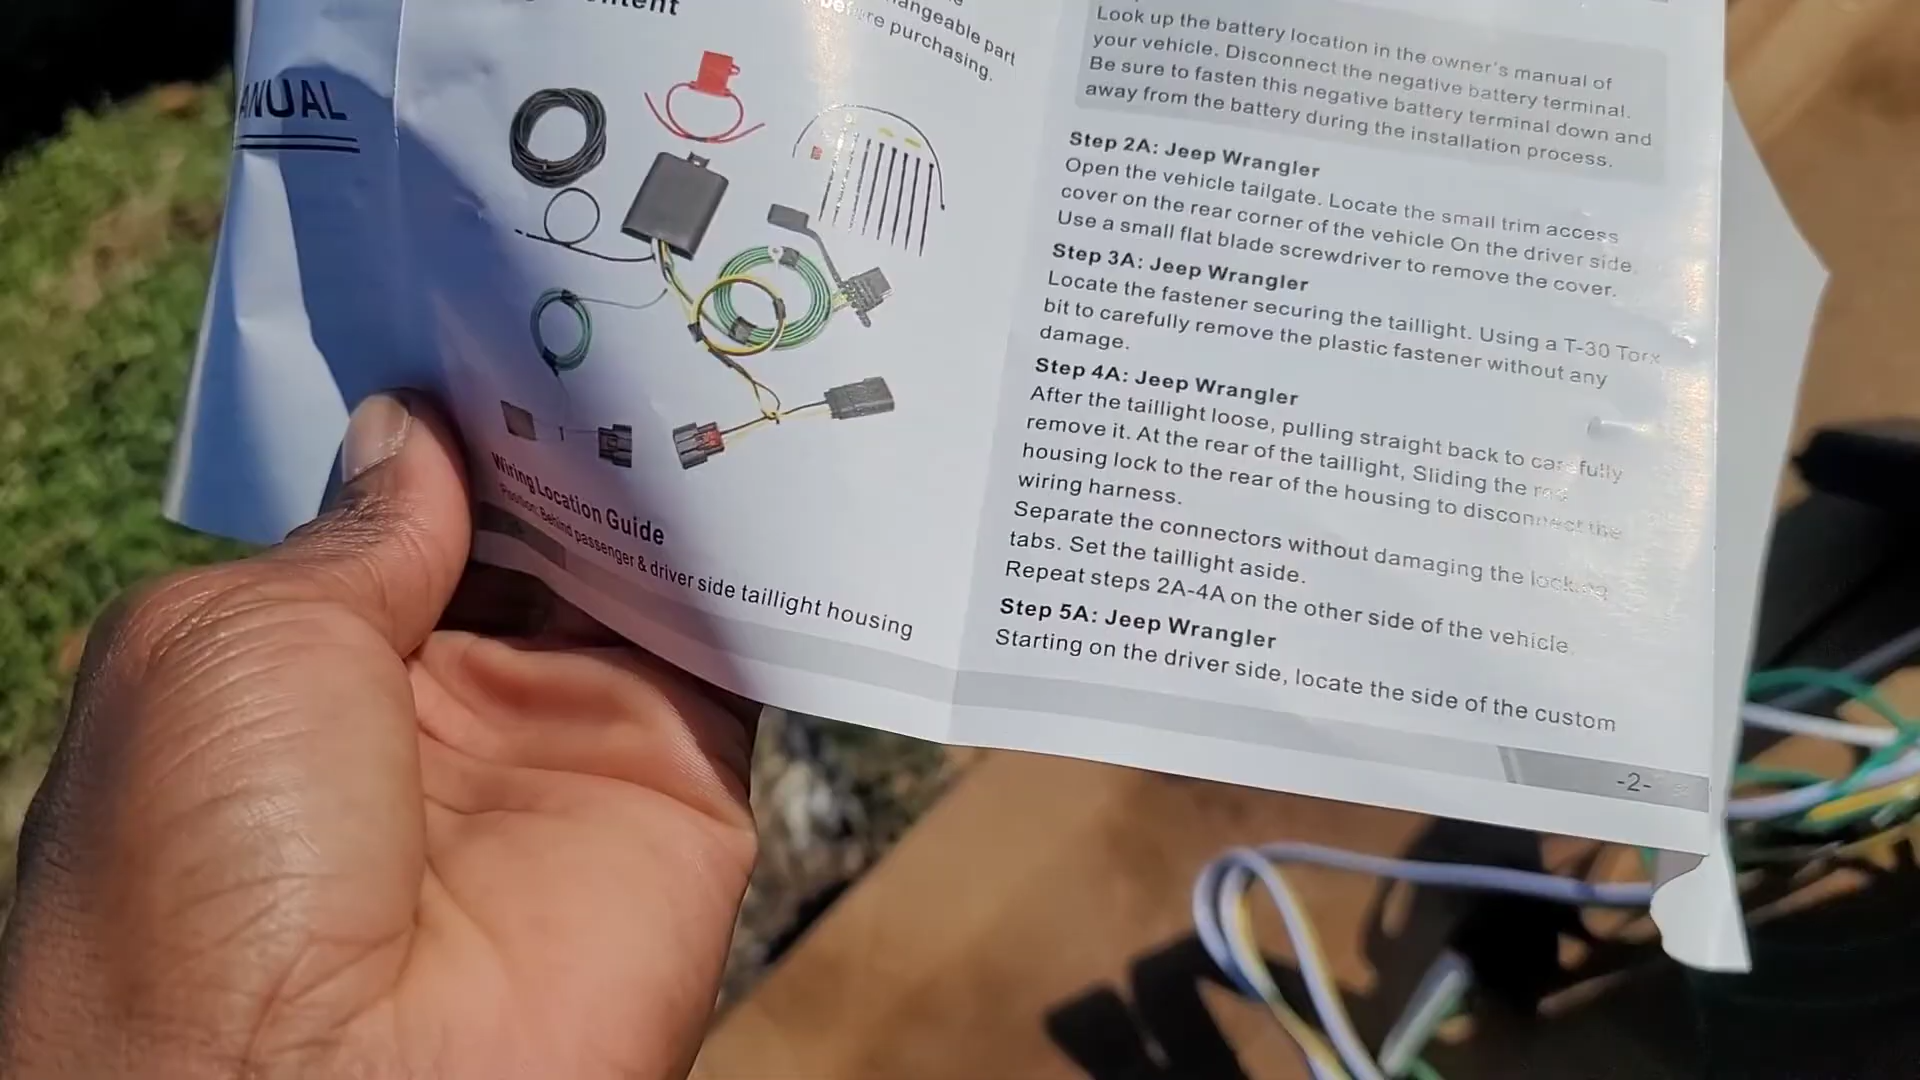 ANUAL
ntent
changeable part
before purchasing.
Wiring Location Guide
Position: Behind passenger & driver side taillight housing
Look up the battery location in the owner's manual of
your vehicle. Disconnect the negative battery terminal.
Be sure to fasten this negative battery terminal down and
away from the battery during the installation process.
Step 2A: Jeep Wrangler
Open the vehicle tailgate. Locate the small trim access
cover on the rear corner of the vehicle On the driver side.
Use a small flat blade screwdriver to remove the cover.
Step 3A: Jeep Wrangler
Locate the fastener securing the taillight. Using a T-30 Torx
bit to carefully remove the plastic fastener without any
damage.
Step 4A: Jeep Wrangler
After the taillight loose, pulling straight back to carefully
remove it. At the rear of the taillight, Sliding the red
housing lock to the rear of the housing to disconnect the
wiring harness.
Separate the connectors without damaging the locking
tabs. Set the taillight aside.
Repeat steps 2A-4A on the other side of the vehicle.
Step 5A: Jeep Wrangler
Starting on the driver side, locate the side of the custom
-2-